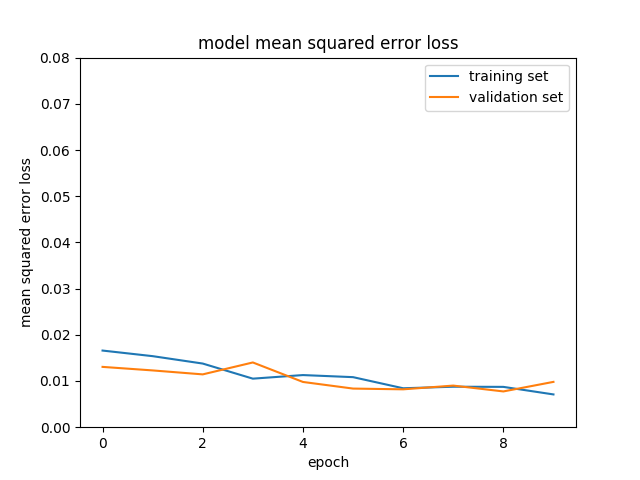 model mean squared error loss
0.08
0.07
0.06
0.05
0.04
0.03
0.02
0.01
0.00
mean squared error loss
training set
validation set
0 2 4 6 8
epoch